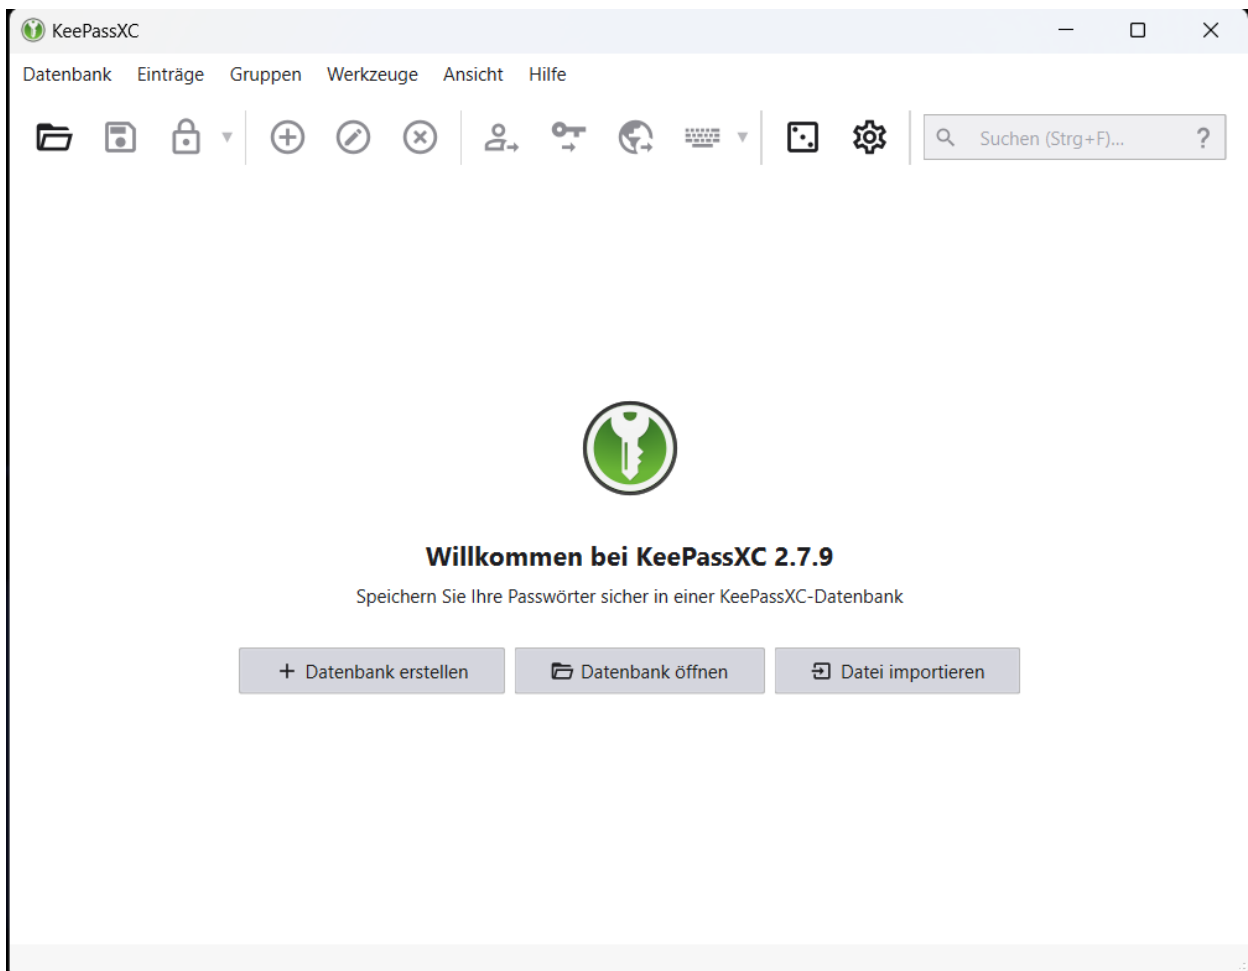 KeePassXC
Datenbank Einträge Gruppen Werkzeuge Ansicht Hilfe
Suchen (Strg+F)... ?
Willkommen bei KeePassXC 2.7.9
Speichern Sie Ihre Passwörter sicher in einer KeePassXC-Datenbank
+ Datenbank erstellen Datenbank öffnen Datei importieren